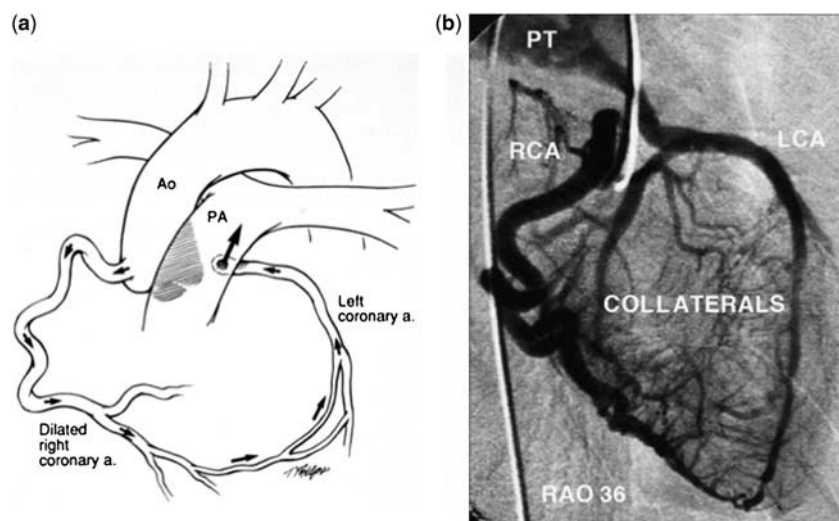 (a)
Ao
PA
Left
coronary a.
Dilated
right
coronary a.
(b)
PT
RCA
LCA
COLLATERALS
RAO 36